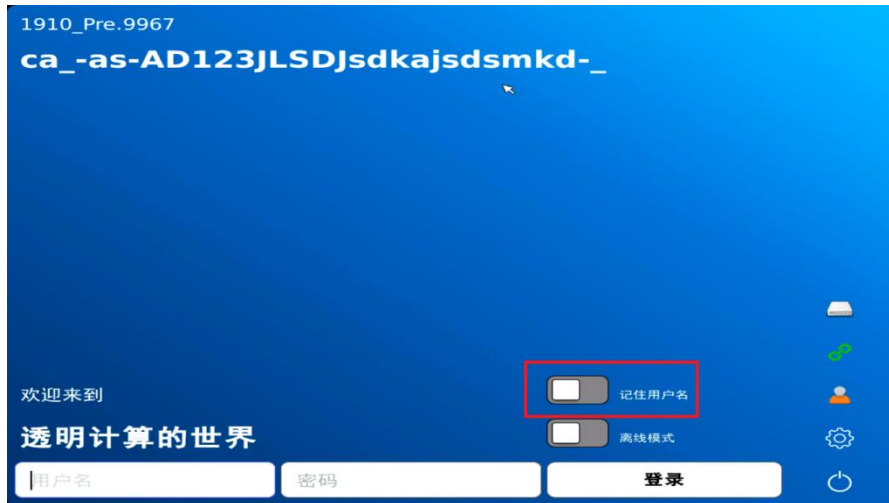 1910_Pre.9967
ca_-as-AD123JLSDJsdkajsdsmkd-_
欢迎来到
记住用户名
透明计算的世界
离线模式
用户名
密码
登录